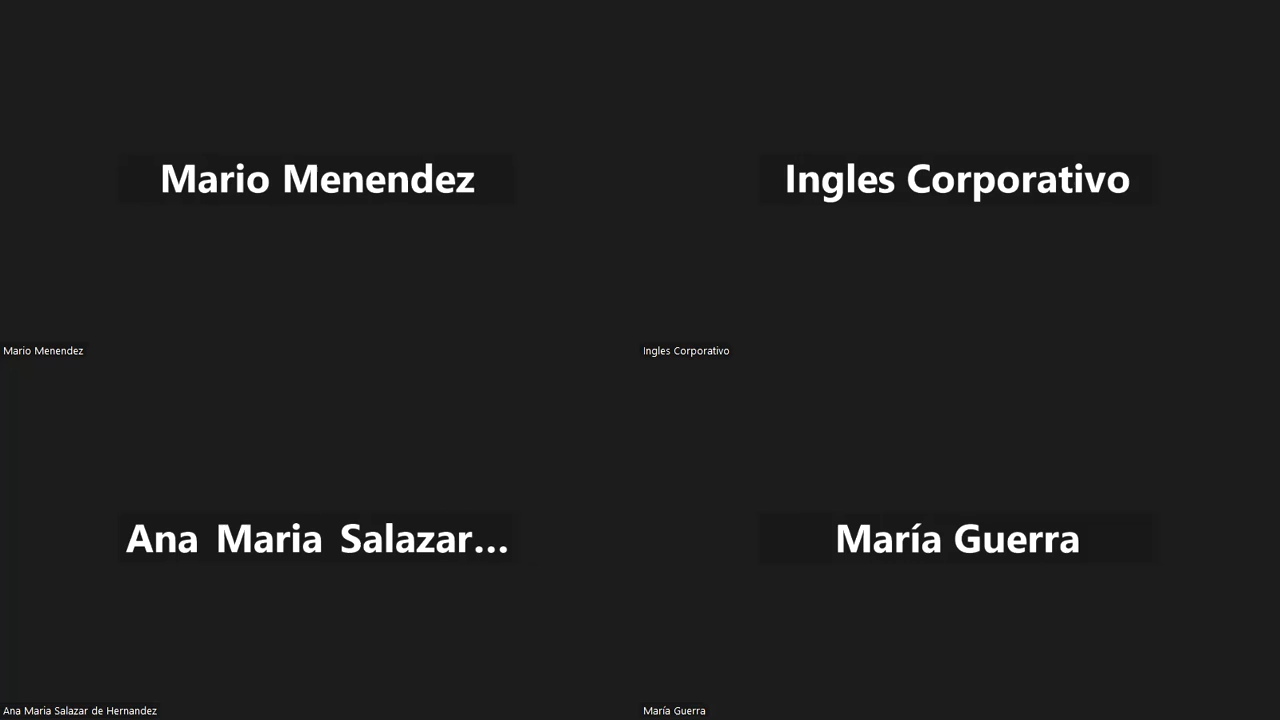 Mario Menendez
Ingles Corporativo
Mario Menendez
Ingles Corporativo
Ana Maria Salazar...
María Guerra
Ana Maria Salazar de Hernandez
María Guerra